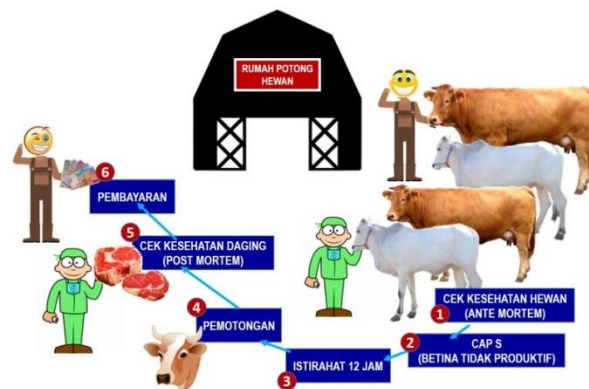 RUMAH POTONG
HEWAN
1
CEK KESEHATAN HEWAN
(ANTE MORTEM)
2
CAP S
(BETINA TIDAK PRODUKTIF)
3
ISTIRAHAT 12 JAM
4
PEMOTONGAN
5
CEK KESEHATAN DAGING
(POST MORTEM)
6
PEMBAYARAN